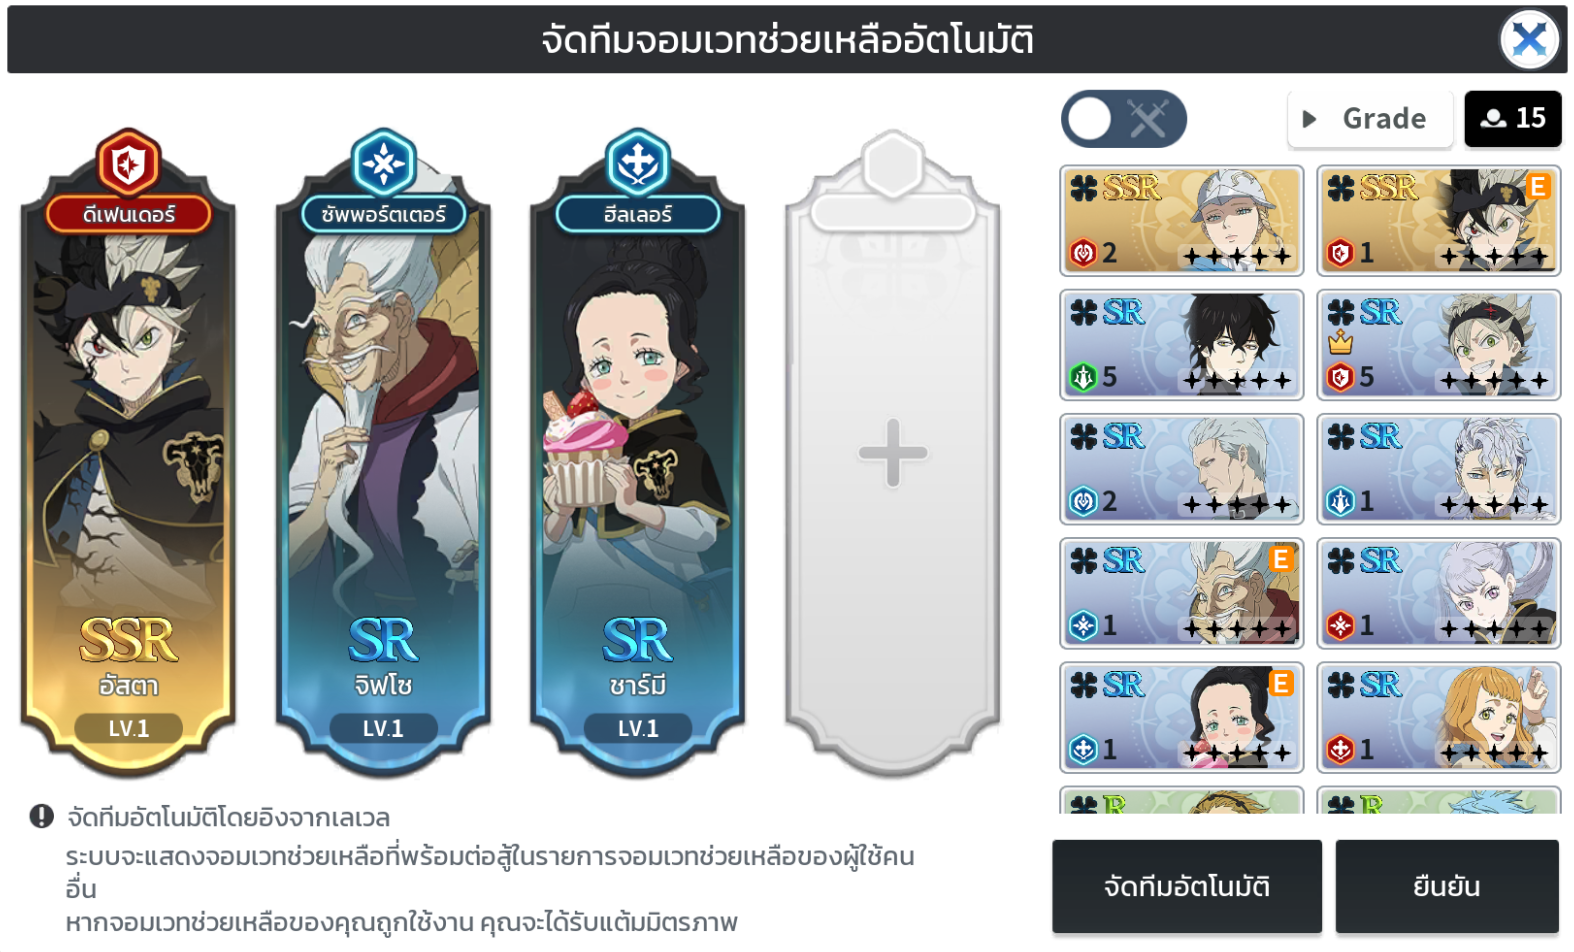 จัดทีมจอมเวทช่วยเหลืออัตโนมัติ
Grade
15
ดีเฟนเดอร์
SSR
อัสตา
LV.1
ซัพพอร์ตเตอร์
SR
จิฟโซ
LV.1
ฮีลเลอร์
SR
ชาร์มี
LV.1
SSR
2
SSR
E
1
SR
5
SR
5
SR
2
SR
1
SR
E
1
SR
1
SR
E
1
SR
1
R
R
จัดทีมอัตโนมัติโดยอิงจากเลเวล
ระบบจะแสดงจอมเวทช่วยเหลือที่พร้อมต่อสู้ในรายการจอมเวทช่วยเหลือของผู้ใช้คน
อื่น
หากจอมเวทช่วยเหลือของคุณถูกใช้งาน คุณจะได้รับแต้มมิตรภาพ
จัดทีมอัตโนมัติ
ยืนยัน